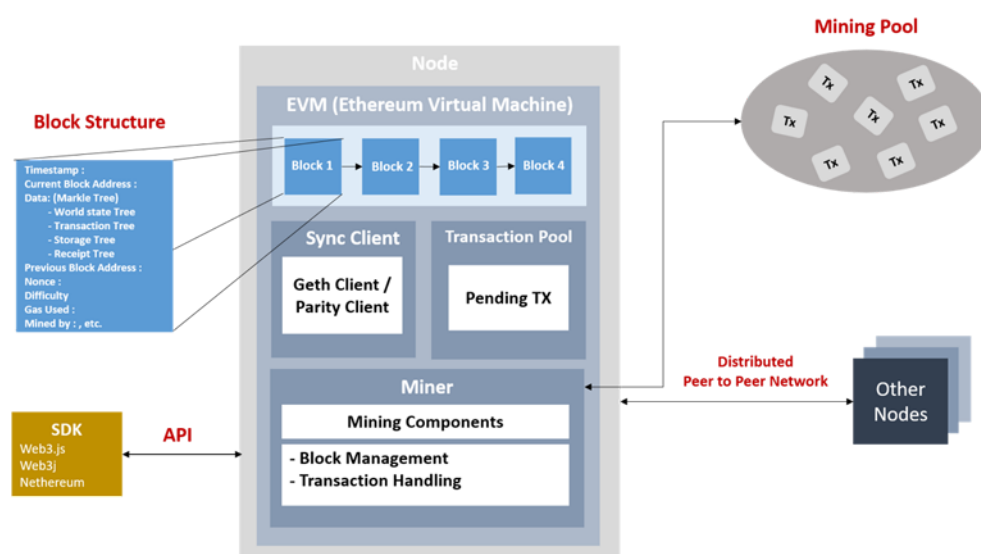 Mining Pool
Tx
Tx
Tx
Tx
Tx
Tx
Tx
Node
EVM (Ethereum Virtual Machine)
Block 1
Block 2
Block 3
Block 4
Block Structure
Timestamp :
Current Block Address :
Data: (Markle Tree)
- World state Tree
- Transaction Tree
- Storage Tree
- Receipt Tree
Previous Block Address :
Nonce :
Difficulty
Gas Used :
Mined by : , etc.
Sync Client
Geth Client /
Parity Client
Transaction Pool
Pending TX
Miner
Mining Components
- Block Management
- Transaction Handling
Distributed
Peer to Peer Network
Other
Nodes
SDK
Web3.js
Web3j
Nethereum
API